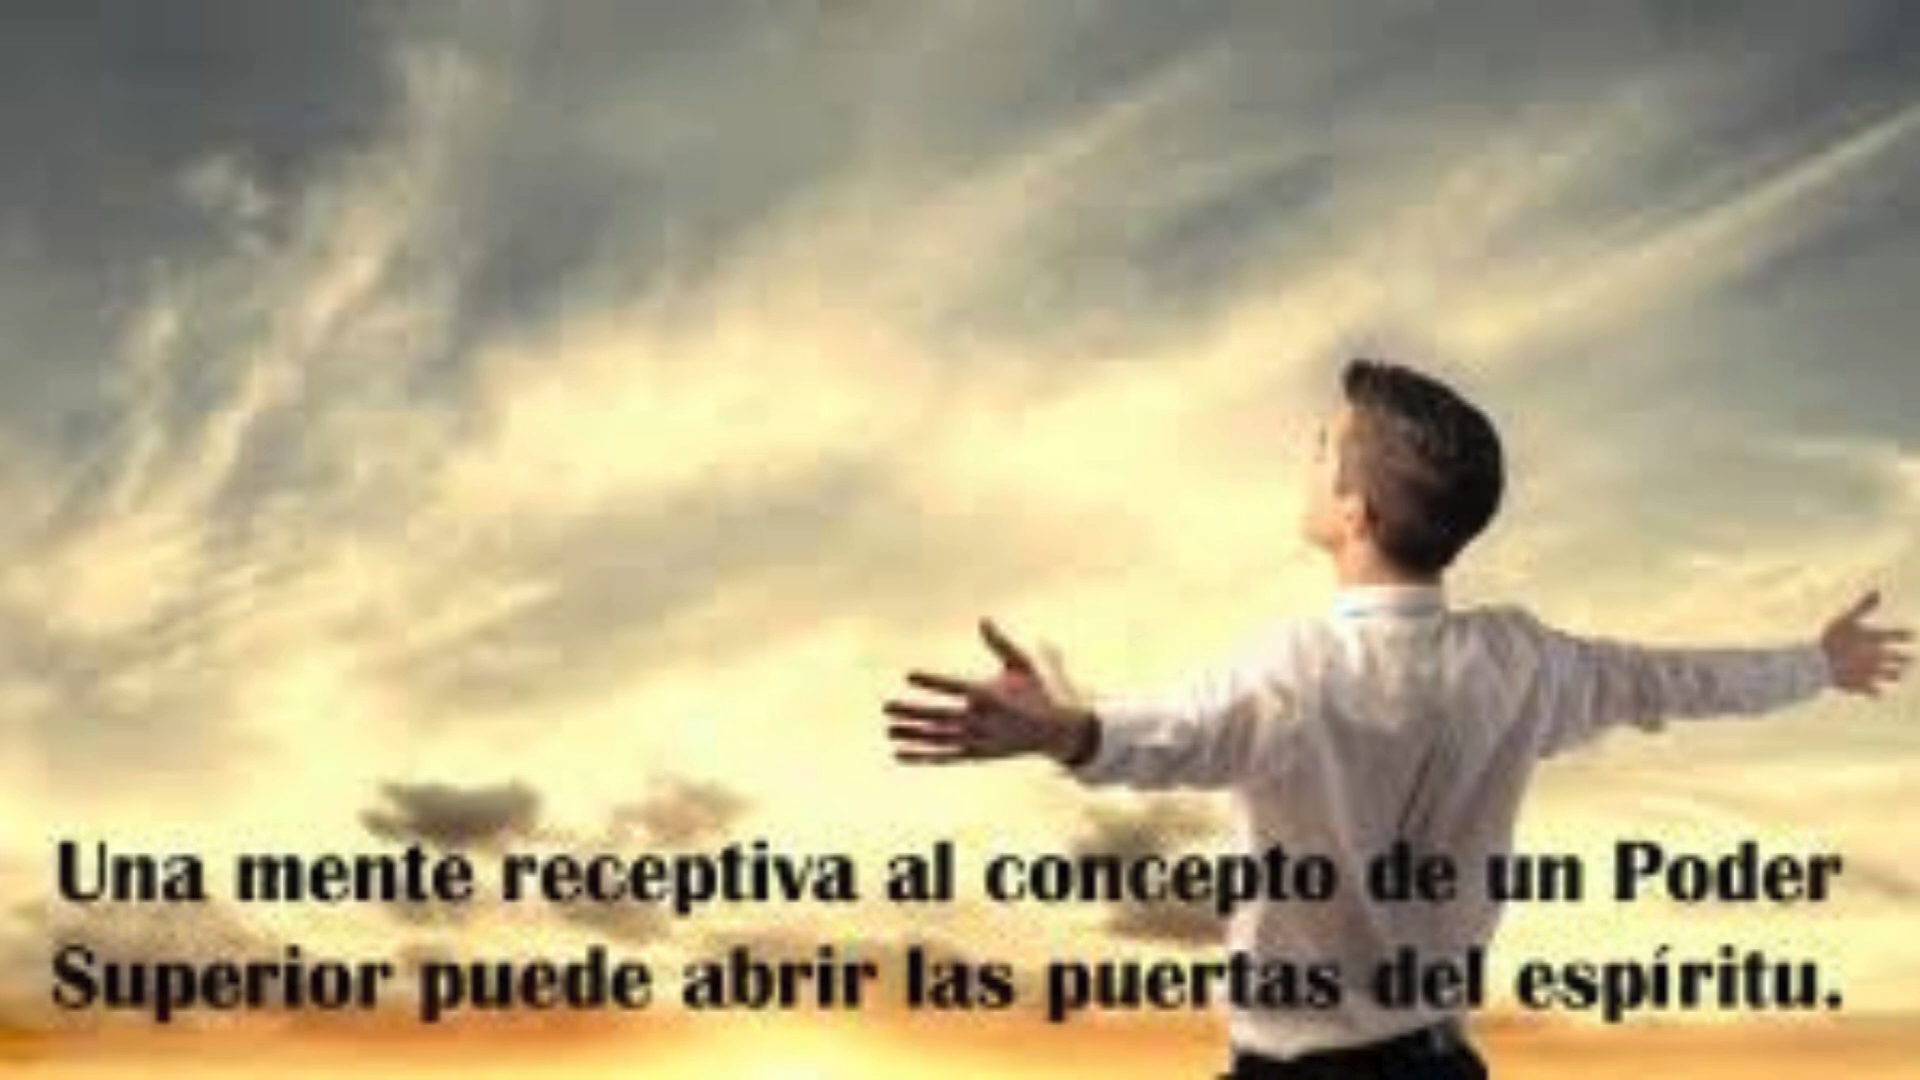 Una mente receptiva al concepto de un Poder
Superior puede abrir las puertas del espíritu.